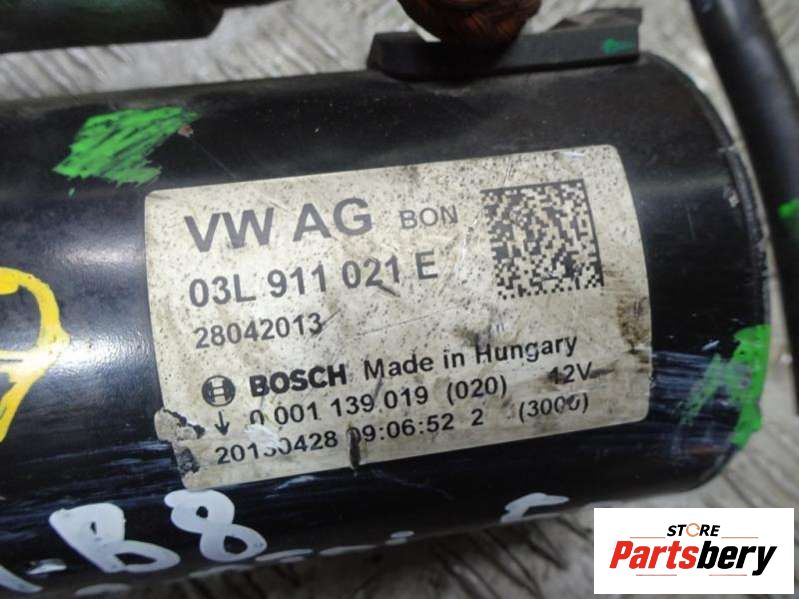 VW AG BON
03L 911 021 E
28042013
BOSCH Made in Hungary
0 001 139 019 (020) 12V
20130428 09:06:52 2 (3000)
B8
STORE
Partsbery